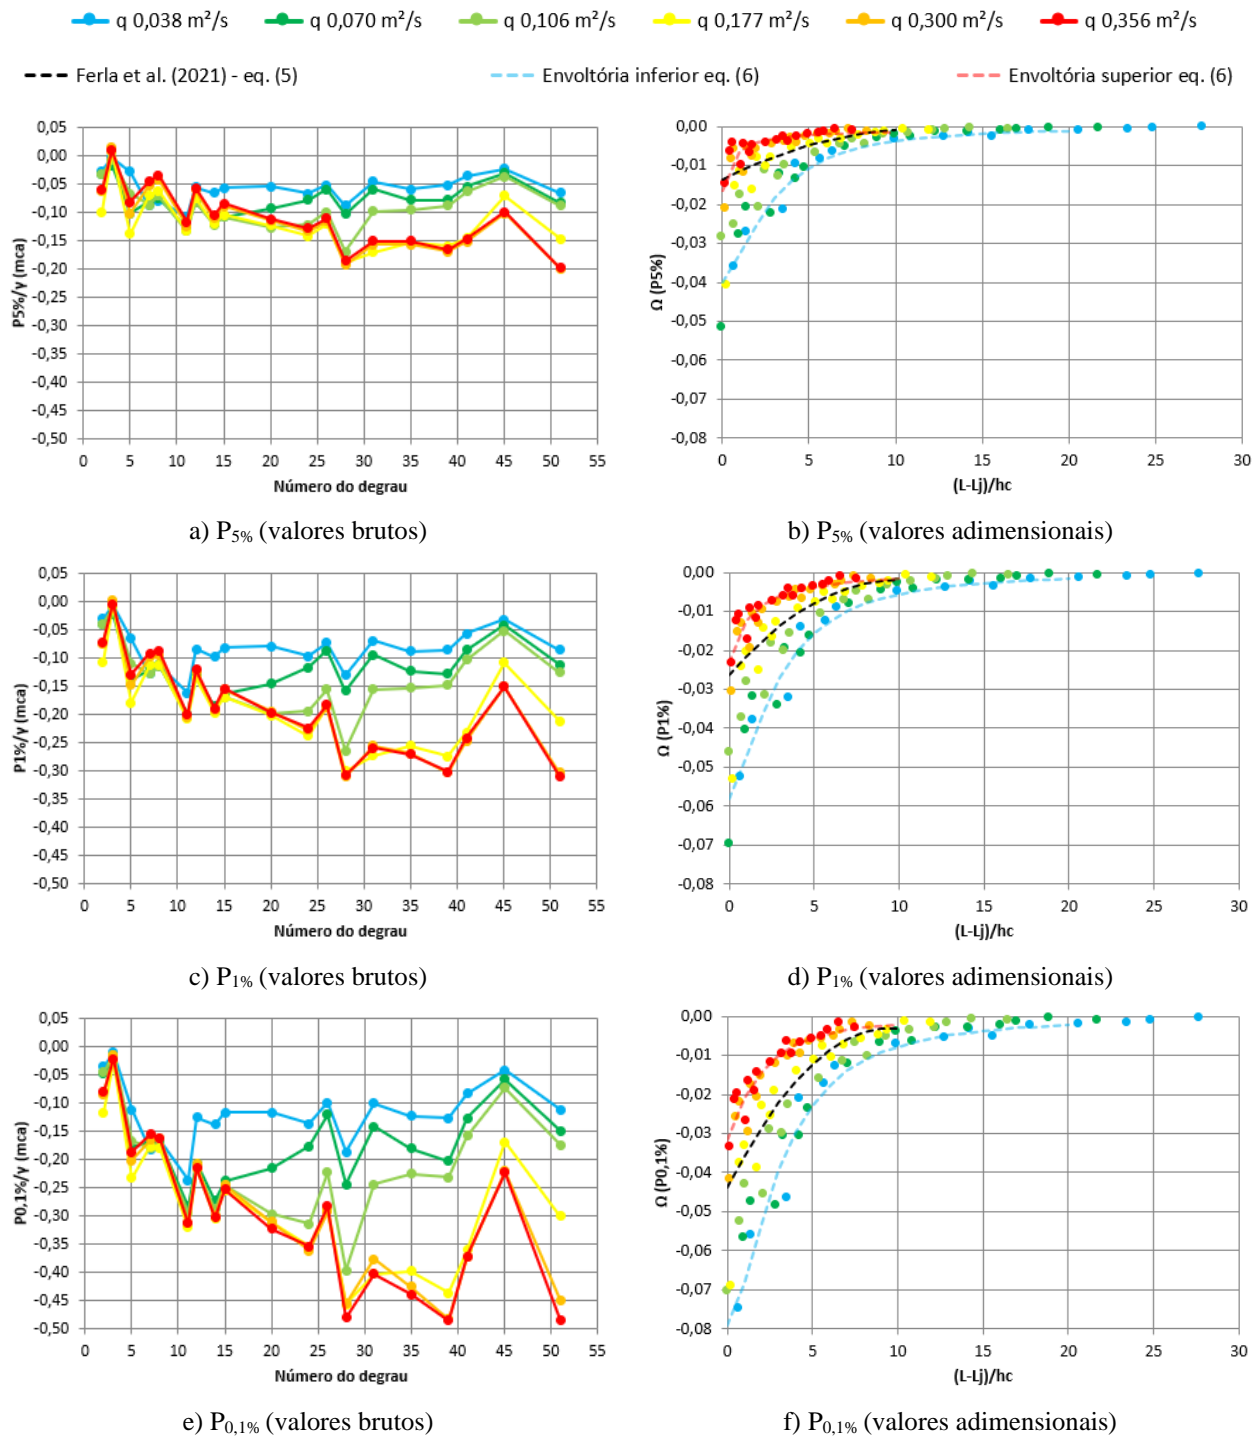 q 0,038 m²/s q 0,070 m²/s q 0,106 m²/s q 0,177 m²/s q 0,300 m²/s q 0,356 m²/s
Ferla et al. (2021) - eq. (5) Envoltória inferior eq. (6) Envoltória superior eq. (6)
P5%/γ (mca)
0,05
0,00
-0,05
-0,10
-0,15
-0,20
-0,25
-0,30
-0,35
-0,40
-0,45
-0,50
0 5 10 15 20 25 30 35 40 45 50 55
Número do degrau
a) P5% (valores brutos)
Ω (P5%)
0,00
-0,01
-0,02
-0,03
-0,04
-0,05
-0,06
-0,07
-0,08
0 5 10 15 20 25 30
(L-Lj)/hc
b) P5% (valores adimensionais)
P1%/γ (mca)
0,05
0,00
-0,05
-0,10
-0,15
-0,20
-0,25
-0,30
-0,35
-0,40
-0,45
-0,50
0 5 10 15 20 25 30 35 40 45 50 55
Número do degrau
c) P1% (valores brutos)
Ω (P1%)
0,00
-0,01
-0,02
-0,03
-0,04
-0,05
-0,06
-0,07
-0,08
0 5 10 15 20 25 30
(L-Lj)/hc
d) P1% (valores adimensionais)
P0,1%/γ (mca)
0,05
0,00
-0,05
-0,10
-0,15
-0,20
-0,25
-0,30
-0,35
-0,40
-0,45
-0,50
0 5 10 15 20 25 30 35 40 45 50 55
Número do degrau
e) P0,1% (valores brutos)
Ω (P0,1%)
0,00
-0,01
-0,02
-0,03
-0,04
-0,05
-0,06
-0,07
-0,08
0 5 10 15 20 25 30
(L-Lj)/hc
f) P0,1% (valores adimensionais)